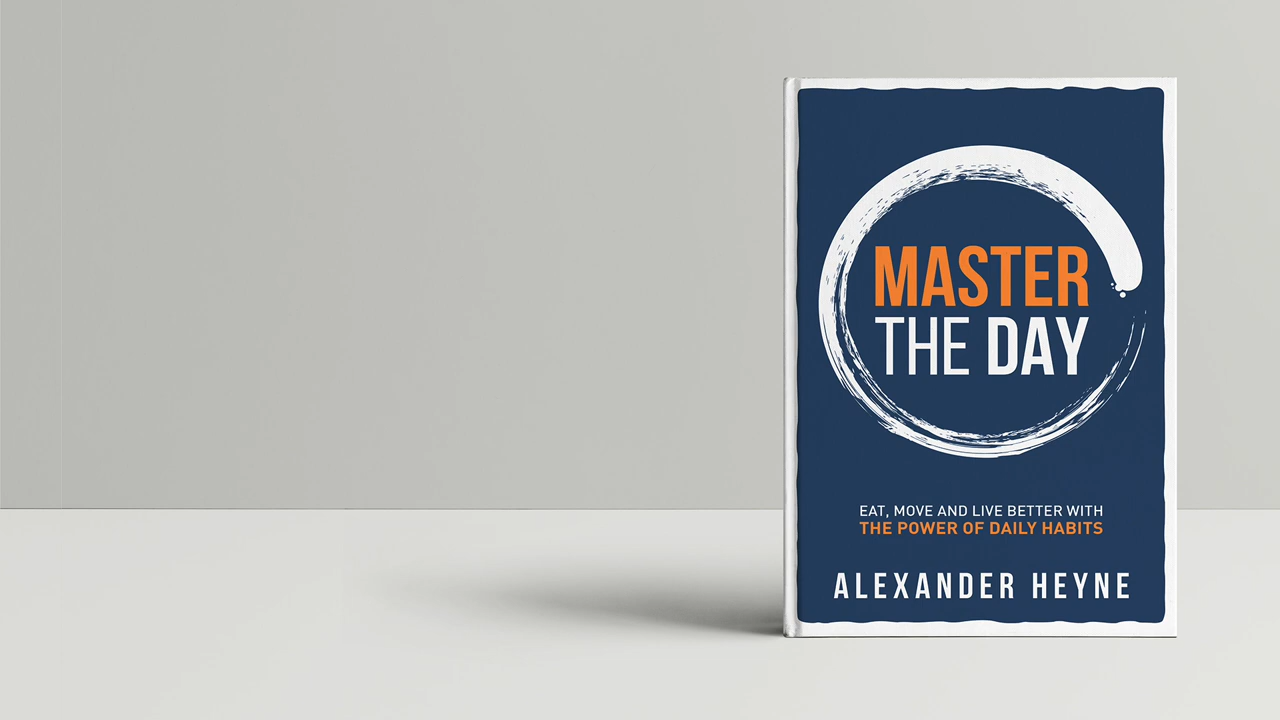 MASTER
THE DAY
EAT, MOVE AND LIVE BETTER WITH
THE POWER OF DAILY HABITS
ALEXANDER HEYNE